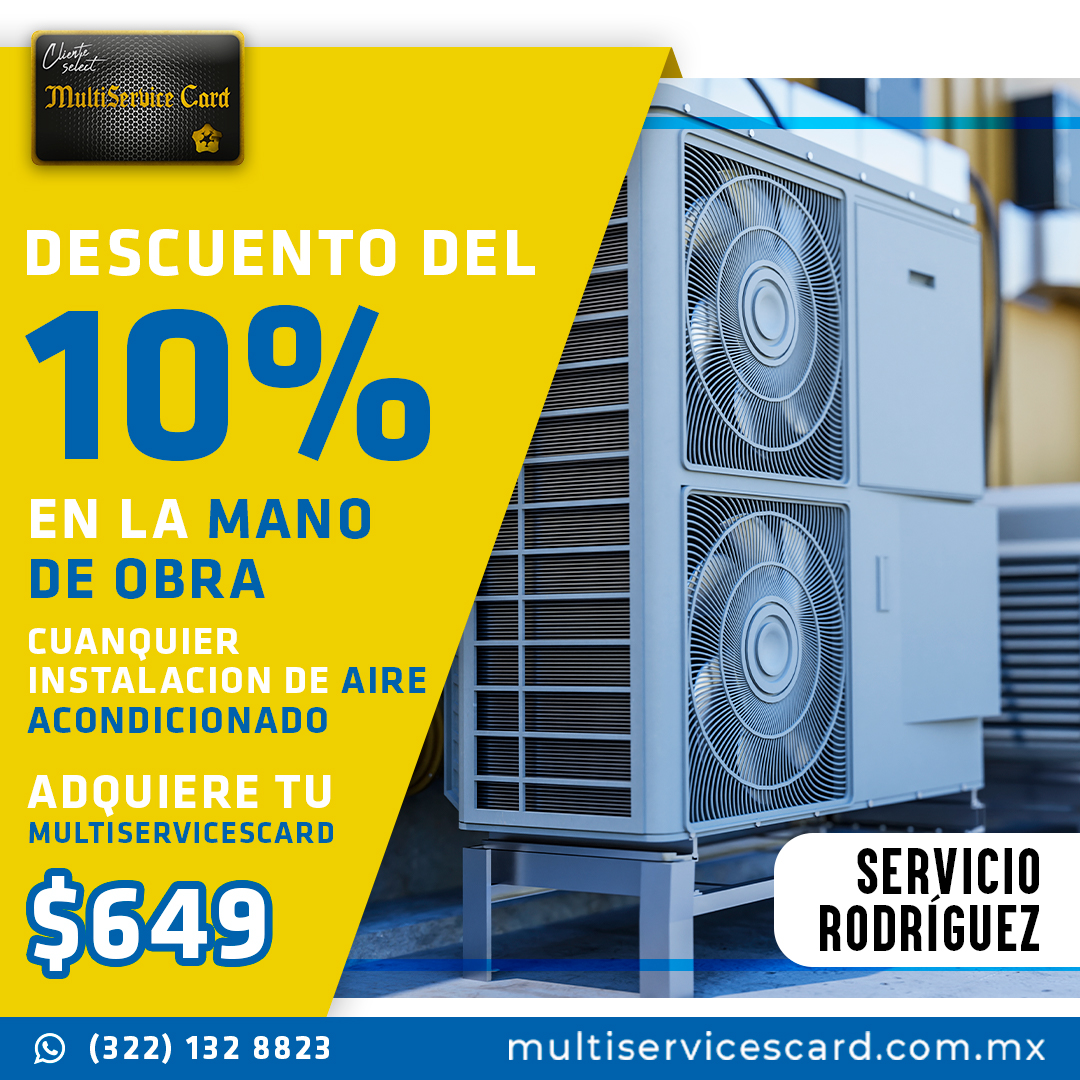 Cliente
select
MultiService Card
DESCUENTO DEL
10%
EN LA MANO
DE OBRA
CUANQUIER
INSTALACION DE AIRE
ACONDICIONADO
ADQUIERE TU
MULTISERVICESCARD
$649
SERVICIO
RODRÍGUEZ
(322) 132 8823
multiservicescard.com.mx